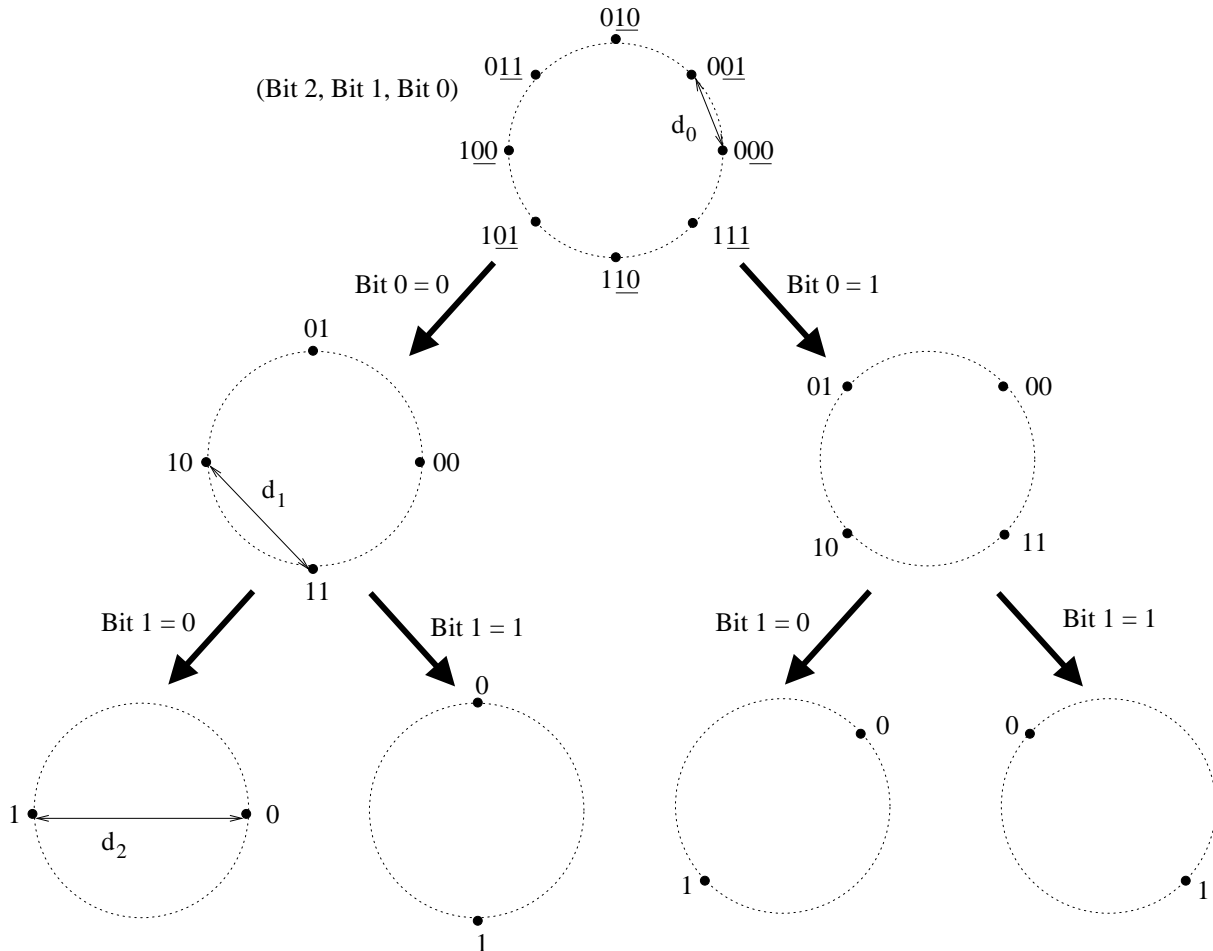 010
011
001
(Bit 2, Bit 1, Bit 0)
d0
100
000
101
111
110
Bit 0 = 0
Bit 0 = 1
01
01
00
10
00
d1
10
11
11
Bit 1 = 0
Bit 1 = 1
Bit 1 = 0
Bit 1 = 1
0
0
0
1
0
d2
1
1
1